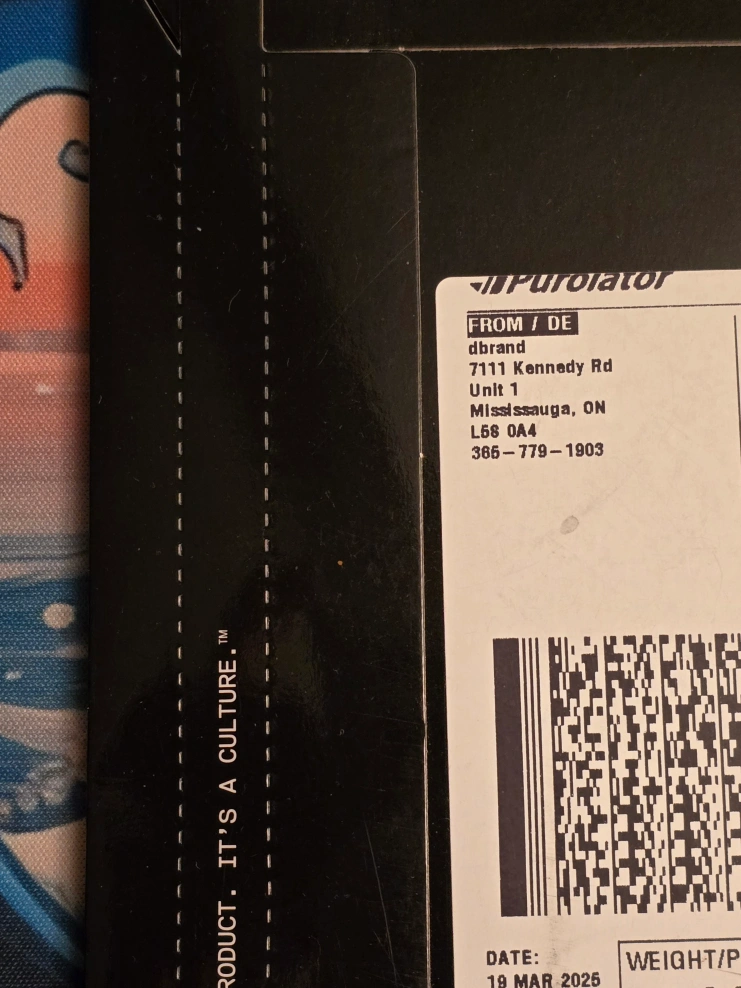 Purolator
FROM / DE
dbrand
7111 Kennedy Rd
Unit 1
Mississauga, ON
L5S 0A4
365-779-1903
RODUCT. IT'S A CULTURE.™
DATE:
19 MAR 2025
WEIGHT/P